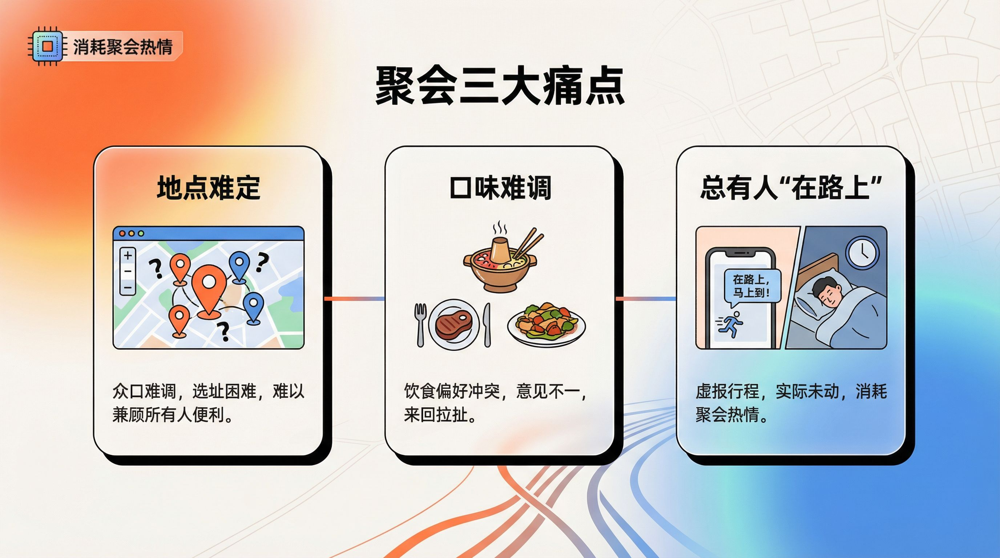 消耗聚会热情
聚会三大痛点
地点难定
?
?
?
众口难调，选址困难，难以
兼顾所有人便利。
口味难调
饮食偏好冲突，意见不一，
来回拉扯。
总有人“在路上”
在路上，
马上到！
虚报行程，实际未动，消耗
聚会热情。